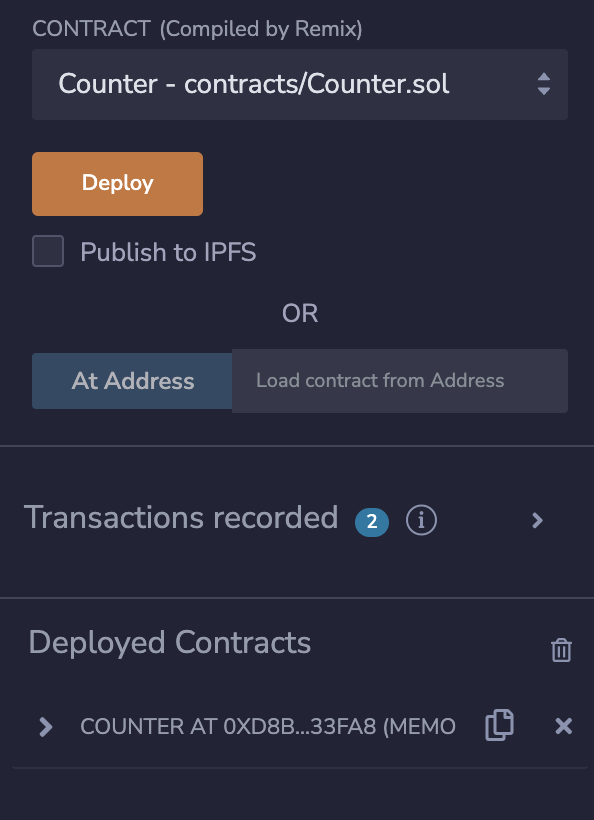 CONTRACT (Compiled by Remix)
Counter - contracts/Counter.sol
Deploy
Publish to IPFS
OR
At Address Load contract from Address
Transactions recorded 2 i
Deployed Contracts
COUNTER AT 0XD8B...33FA8 (MEMO